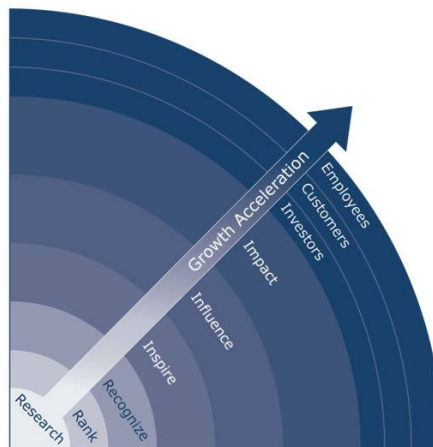 Growth Acceleration
Employees
Customers
Investors
Impact
Influence
Inspire
Recognize
Rank
Research